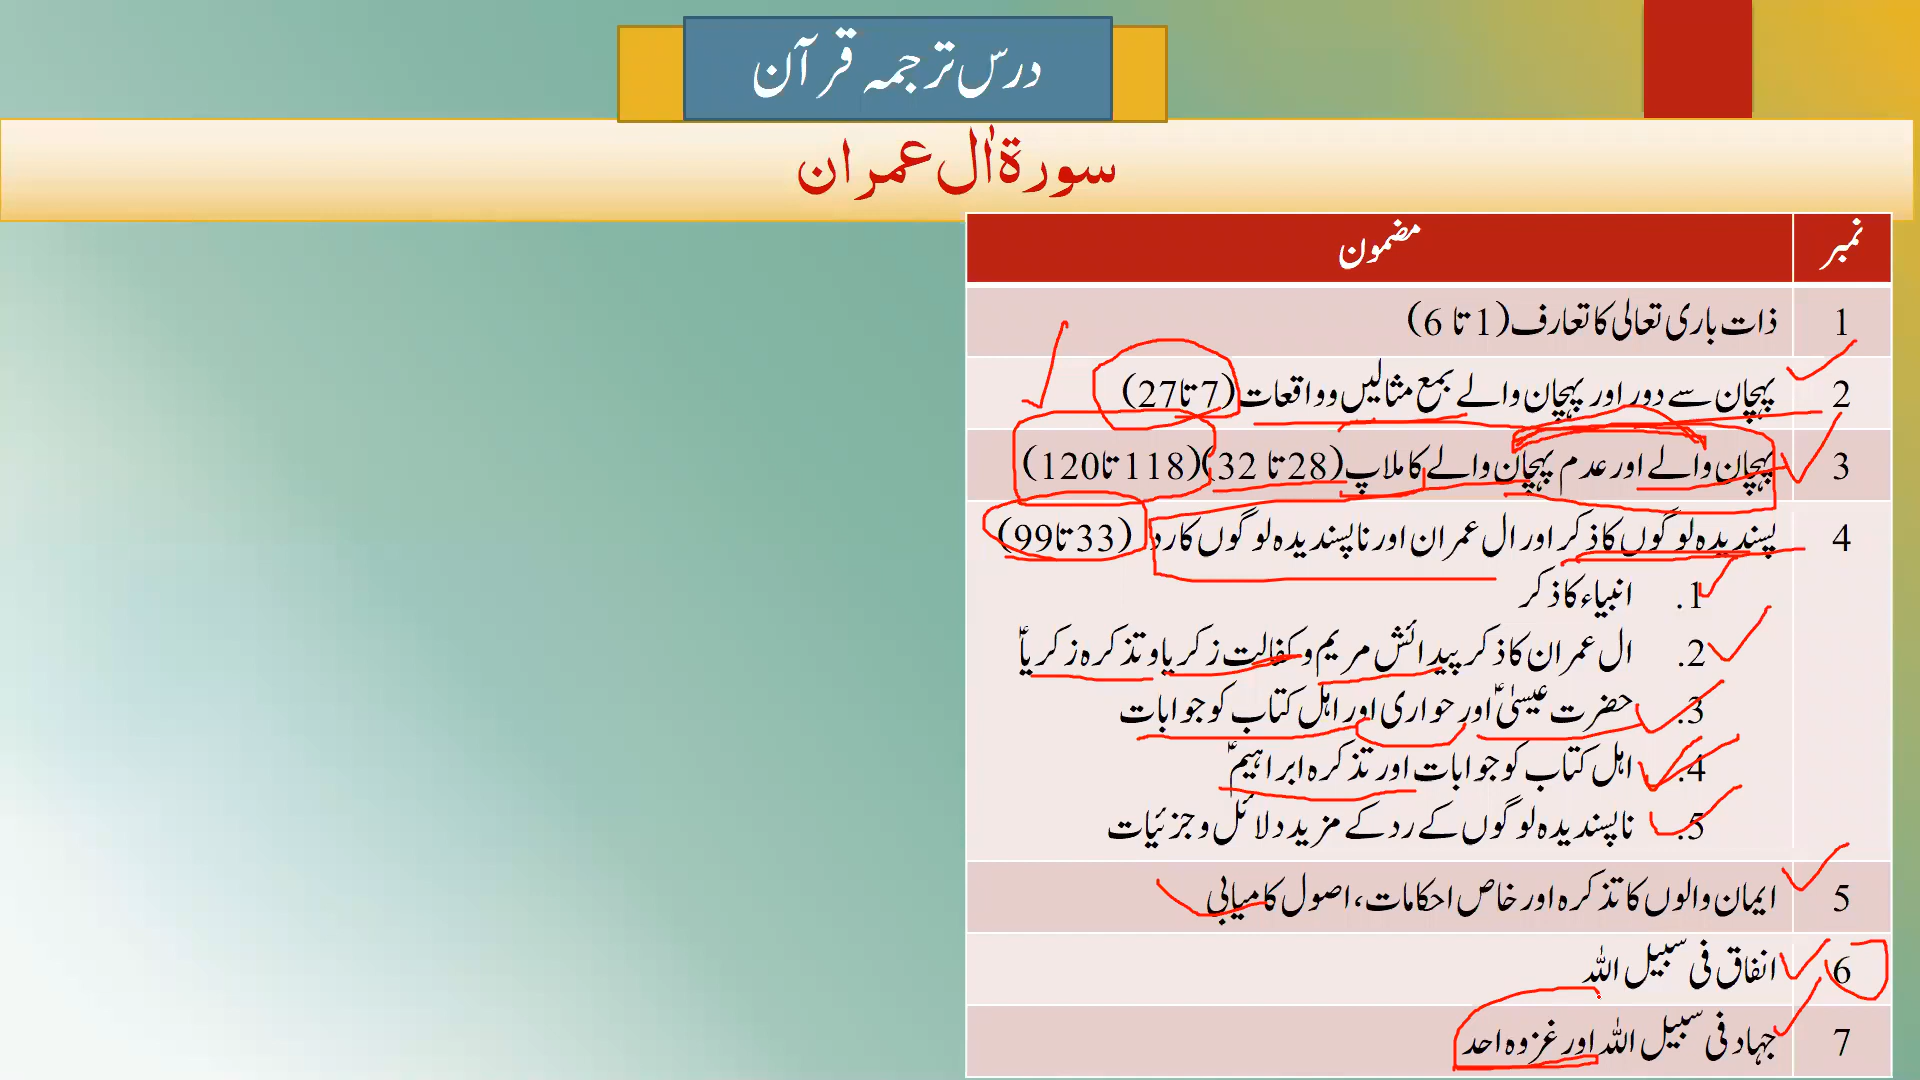 درس ترجمہ قرآن
سورۃ اٰل عمران
نمبر مضمون
1 ذات باری تعالی کا تعارف (1 تا 6)
2 پہچان سے دور اور پہچان والے بمع مثالیں و واقعات (7 تا 27)
3 پہچان والے اور عدم پہچان والے کا ملاپ (28 تا 32) (118 تا 120)
4 پسندیدہ لوگوں کا ذکر اور ال عمران اور ناپسندیدہ لوگوں کا رد (33 تا 99)
1. انبیاء کا ذکر
2. ال عمران کا ذکر پیدائش مریم و کفالت زکریا و تذکرہ زکریاؑ
3. حضرت عیسیٰؑ اور حواری اور اہل کتاب کو جوابات
4. اہل کتاب کو جوابات اور تذکرہ ابراہیمؑ
5. ناپسندیدہ لوگوں کے رد کے مزید دلائل و جزئیات
5 ایمان والوں کا تذکرہ اور خاص احکامات، اصول کامیابی
6 انفاق فی سبیل اللہ
7 جہاد فی سبیل اللہ اور غزوہ احد